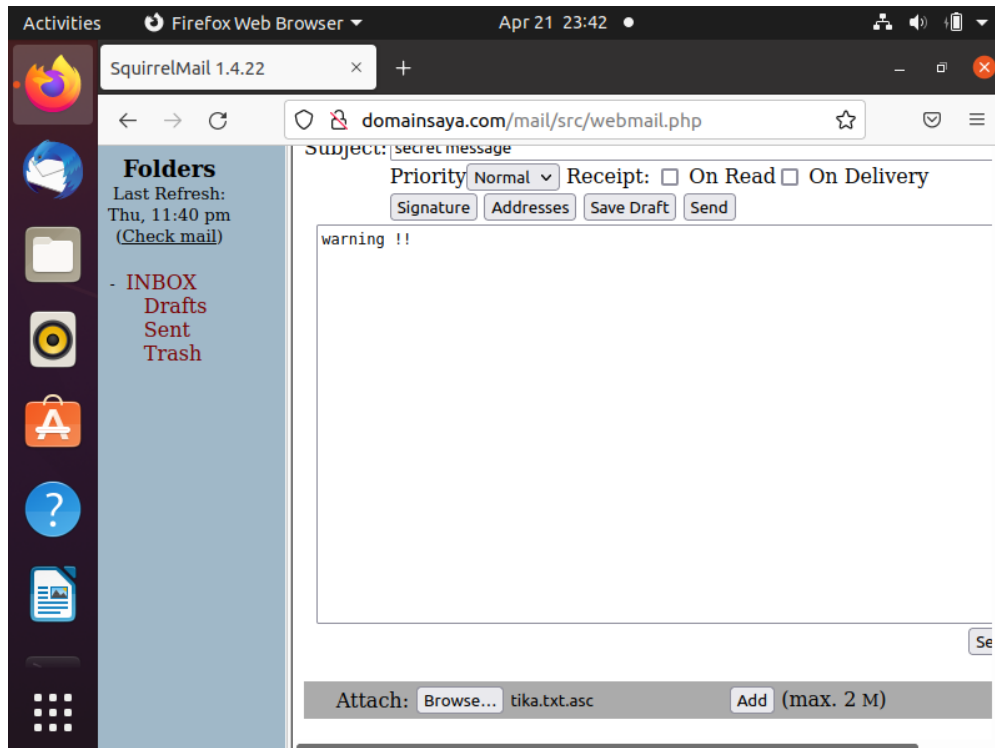 Activities Firefox Web Browser Apr 21 23:42
SquirrelMail 1.4.22
domainsaya.com/mail/src/webmail.php
Folders
Last Refresh:
Thu, 11:40 pm
(Check mail)
- INBOX
Drafts
Sent
Trash
Subject: secret message
Priority Normal Receipt: On Read On Delivery
Signature Addresses Save Draft Send
warning !!
Se
Attach: Browse... tika.txt.asc Add (max. 2 M)